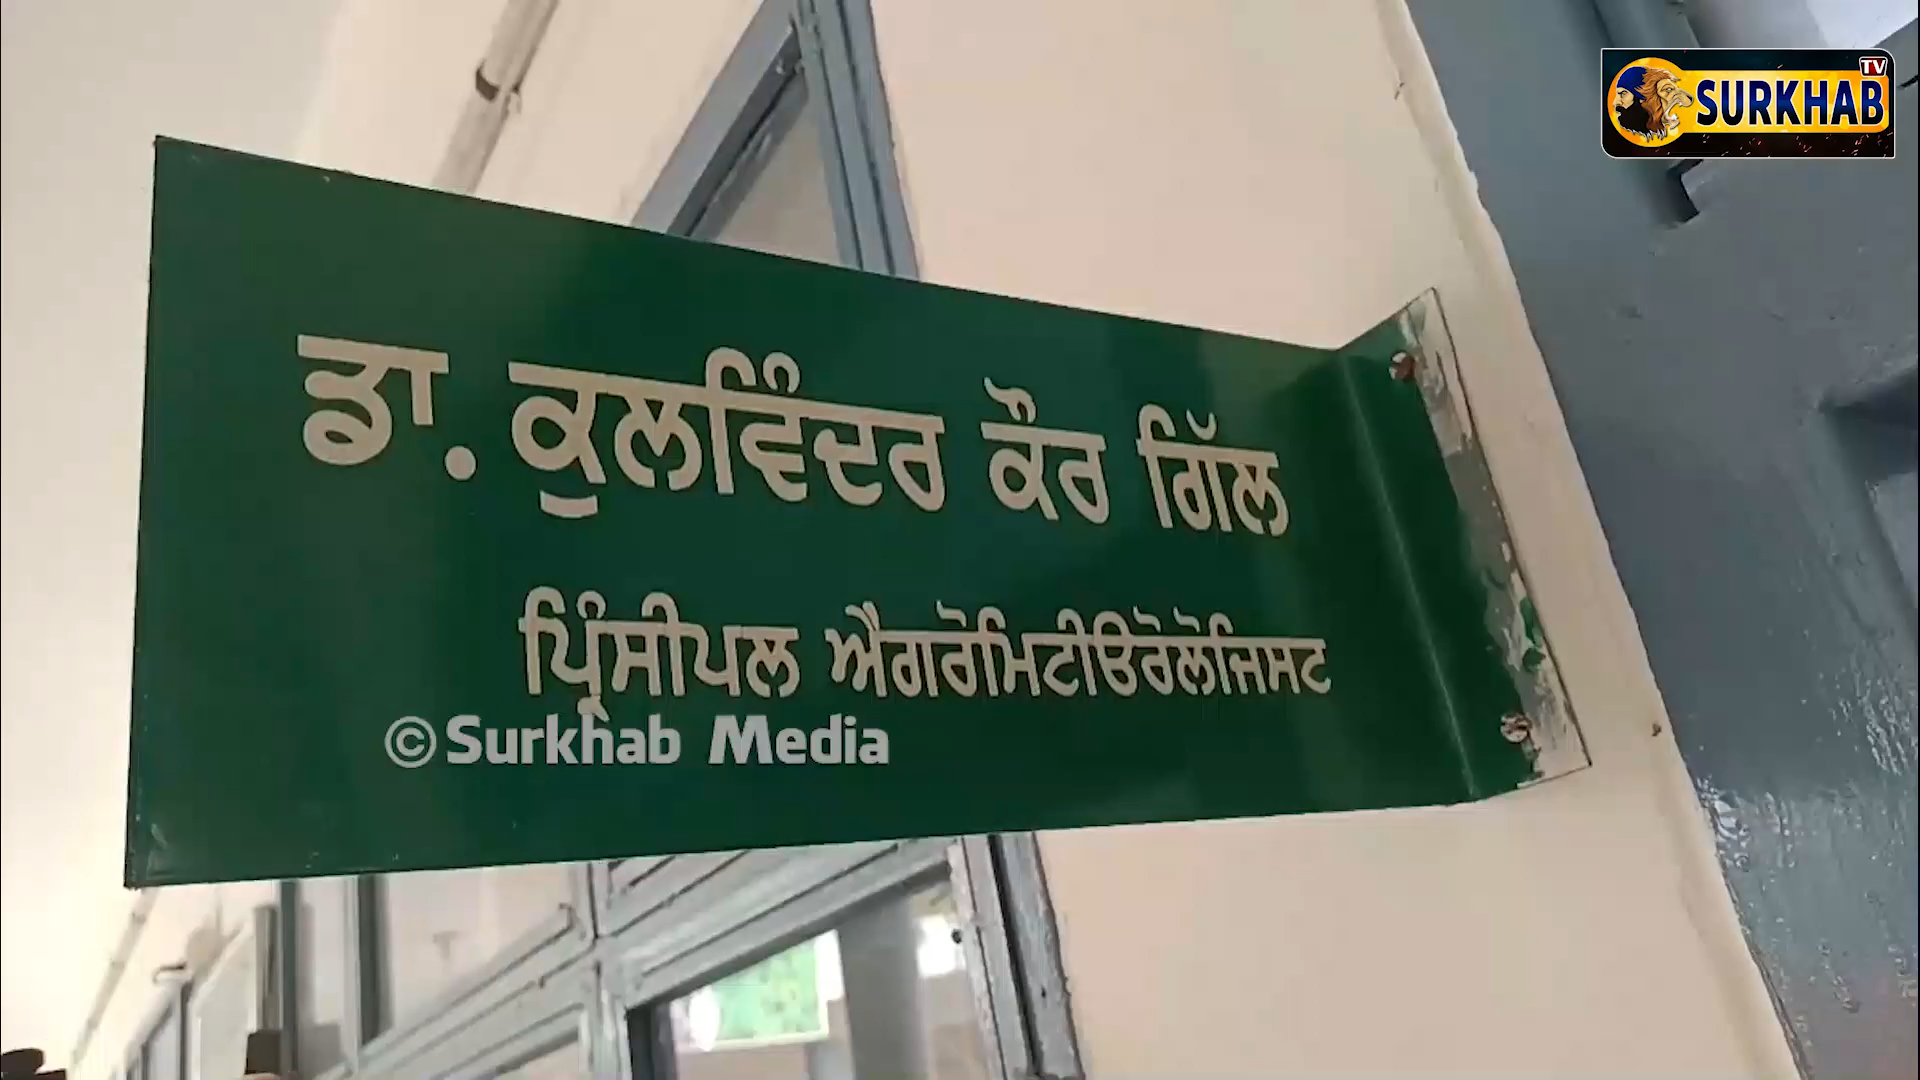 TV
SURKHAB
ਡਾ. ਕੁਲਵਿੰਦਰ ਕੌਰ ਗਿੱਲ
ਪ੍ਰਿੰਸੀਪਲ ਐਗਰੋਮਿਟੀਓਰੋਲੋਜਿਸਟ
©Surkhab Media